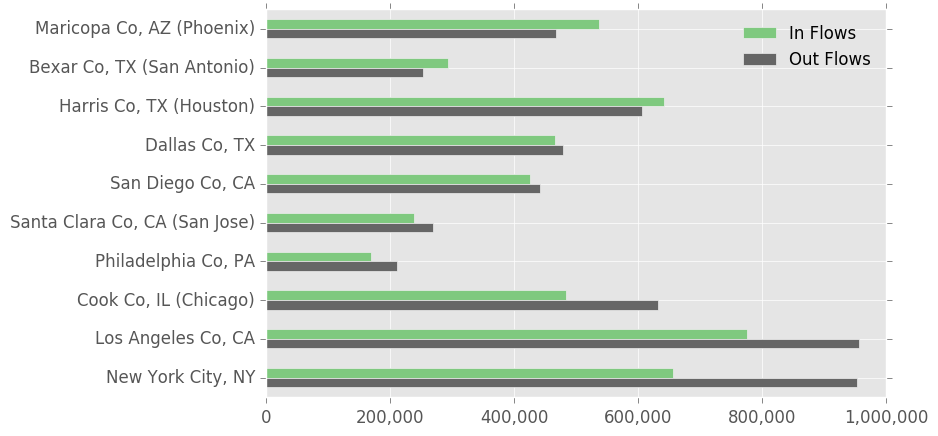 Maricopa Co, AZ (Phoenix)
Bexar Co, TX (San Antonio)
Harris Co, TX (Houston)
Dallas Co, TX
San Diego Co, CA
Santa Clara Co, CA (San Jose)
Philadelphia Co, PA
Cook Co, IL (Chicago)
Los Angeles Co, CA
New York City, NY
In Flows
Out Flows
0 200,000 400,000 600,000 800,000 1,000,000